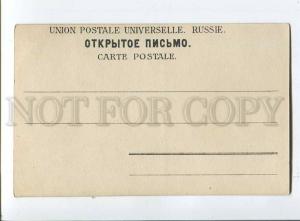 UNION POSTALE UNIVERSELLE. RUSSIE.
ОТКРЫТОЕ ПИСЬМО.
CARTE POSTALE.
NOT FOR COPY